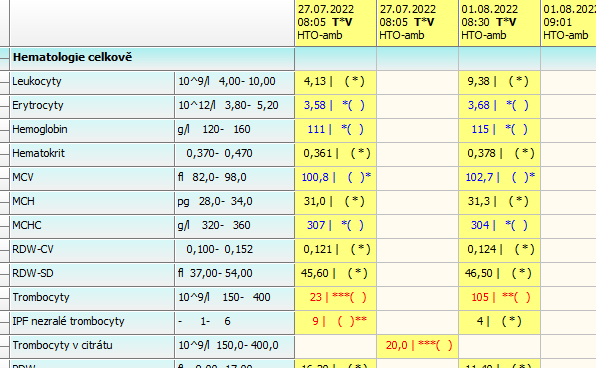 27.07.2022 27.07.2022 01.08.2022 01.08.2022
08:05 T*V 08:05 T*V 08:30 T*V 09:01
HTO-amb HTO-amb HTO-amb HTO-amb
Hematologie celkově
Leukocyty 10^9/l 4,00- 10,00 4,13 | ( * ) 9,38 | ( * )
Erytrocyty 10^12/l 3,80- 5,20 3,58 | *( ) 3,68 | *( )
Hemoglobin g/l 120- 160 111 | *( ) 115 | *( )
Hematokrit 0,370- 0,470 0,361 | ( * ) 0,378 | ( * )
MCV fl 82,0- 98,0 100,8 | ( )* 102,7 | ( )*
MCH pg 28,0- 34,0 31,0 | ( * ) 31,3 | ( * )
MCHC g/l 320- 360 307 | *( ) 304 | *( )
RDW-CV 0,100- 0,152 0,121 | ( * ) 0,124 | ( * )
RDW-SD fl 37,00- 54,00 45,60 | ( * ) 46,50 | ( * )
Trombocyty 10^9/l 150- 400 23 | ***( ) 105 | **( )
IPF nezralé trombocyty - 1- 6 9 | ( )** 4 | ( * )
Trombocyty v citrátu 10^9/l 150,0- 400,0 20,0 | ***( )